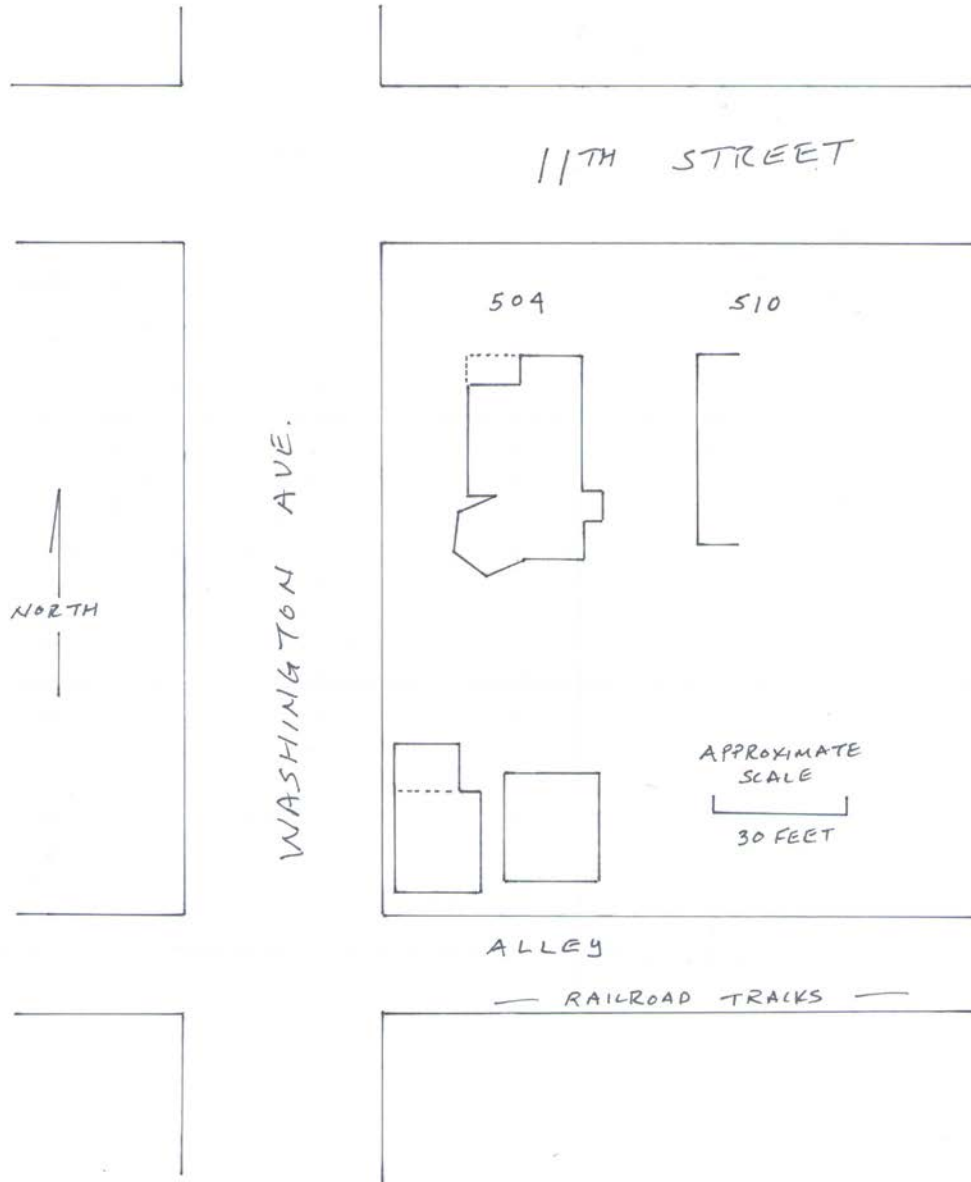 11TH STREET
504
510
WASHINGTON AVE.
NORTH
APPROXIMATE
SCALE
30 FEET
ALLEY
— RAILROAD TRACKS —